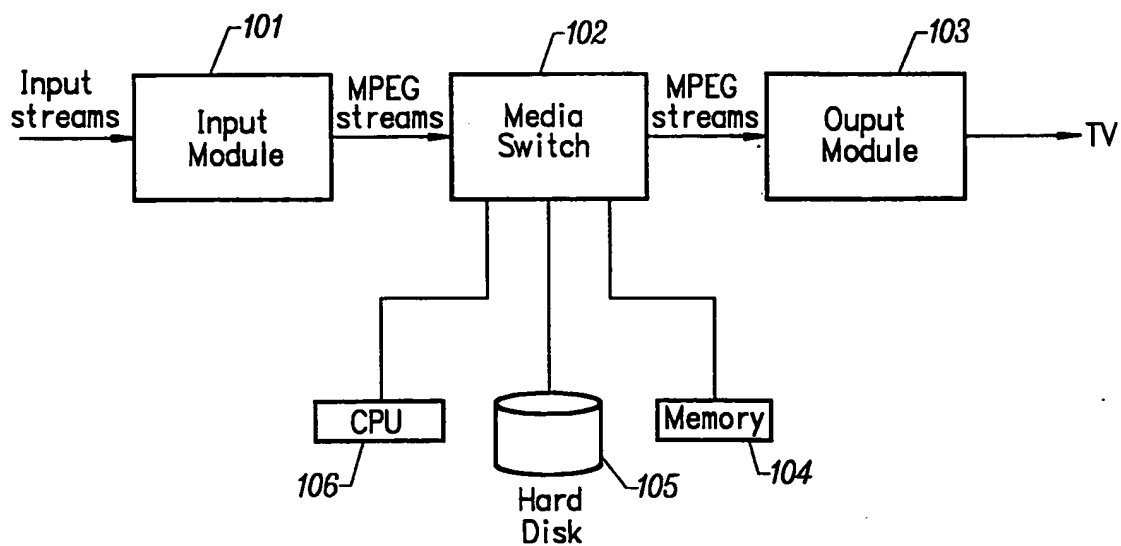 101
102
103
Input
streams
Input
Module
MPEG
streams
Media
Switch
MPEG
streams
Ouput
Module
TV
CPU
106
Hard
Disk
105
Memory
104